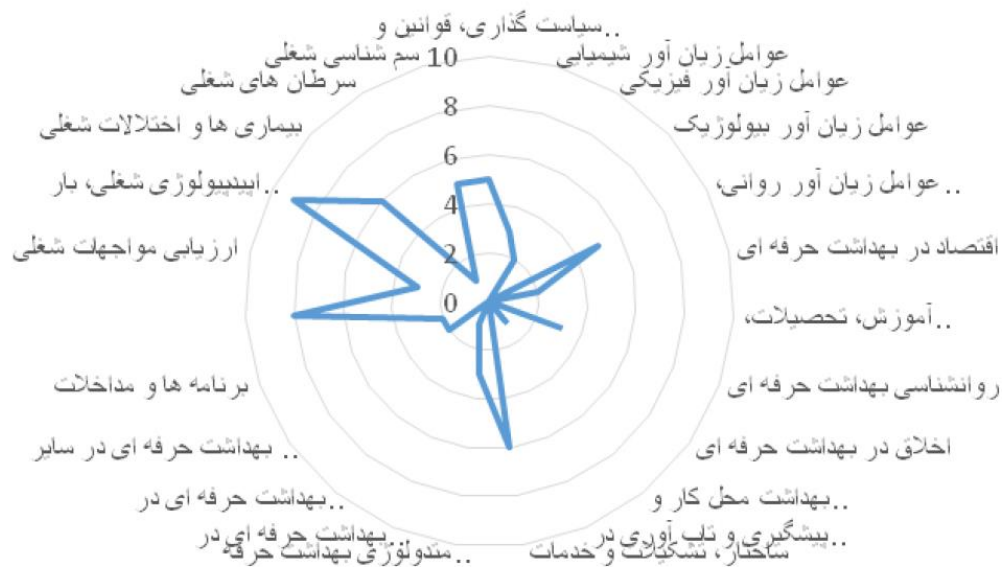 سیاست گذاری، قوانین و..
عوامل زیان آور شیمیایی
عوامل زیان آور فیزیکی
عوامل زیان آور بیولوژیک
عوامل زیان آور روانی،..
اقتصاد در بهداشت حرفه ای
آموزش، تحصیلات،..
روانشناسی بهداشت حرفه ای
اخلاق در بهداشت حرفه ای
بهداشت محل کار و..
پیشگیری و تاب آوری در..
ساختار، تشکیلات و خدمات
متدولوژی بهداشت حرفه..
بهداشت حرفه ای در..
بهداشت حرفه ای در..
بهداشت حرفه ای در سایر..
برنامه ها و مداخلات
ارزیابی مواجهات شغلی
اپیدمیولوژی شغلی، بار..
بیماری ها و اختلالات شغلی
سرطان های شغلی
سم شناسی شغلی
10
8
6
4
2
0